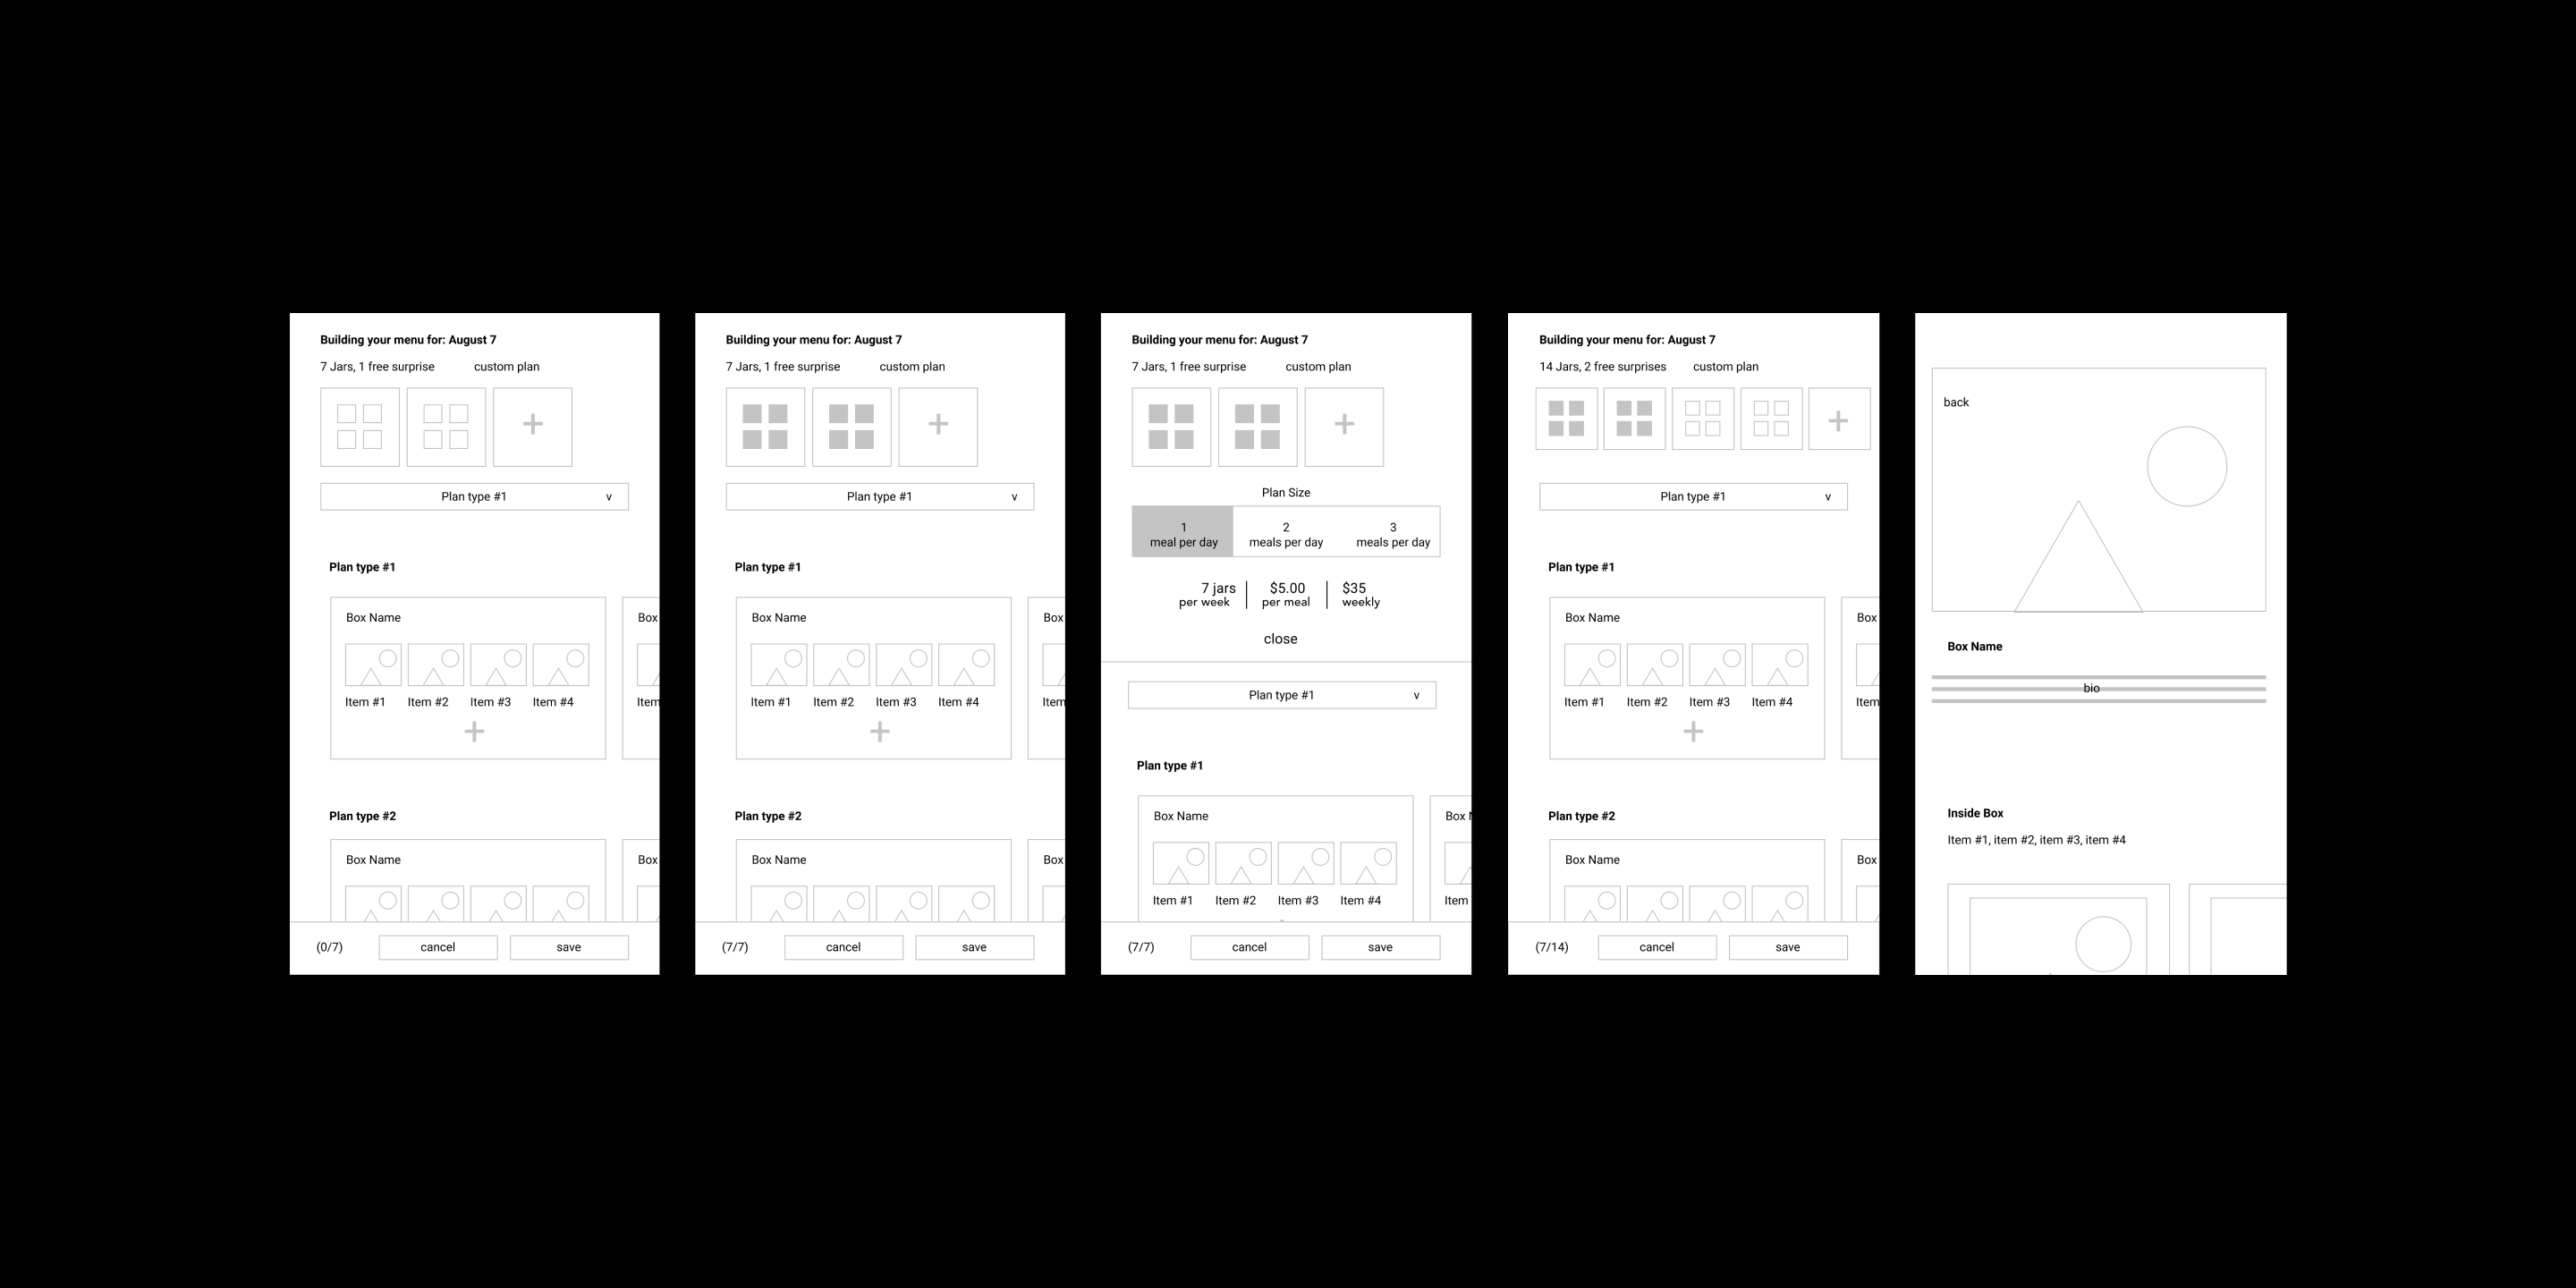 Building your menu for: August 7
7 Jars, 1 free surprise custom plan
Plan type #1 v
Plan type #1
Box Name Box
Item #1 Item #2 Item #3 Item #4 Item
Plan type #2
Box Name Box
(0/7) cancel save
Building your menu for: August 7
7 Jars, 1 free surprise custom plan
Plan type #1 v
Plan type #1
Box Name Box
Item #1 Item #2 Item #3 Item #4 Item
Plan type #2
Box Name Box
(7/7) cancel save
Building your menu for: August 7
7 Jars, 1 free surprise custom plan
Plan Size
1 2 3
meal per day meals per day meals per day
7 jars $5.00 $35
per week per meal weekly
close
Plan type #1 v
Plan type #1
Box Name Box
Item #1 Item #2 Item #3 Item #4 Item
(7/7) cancel save
Building your menu for: August 7
14 Jars, 2 free surprises custom plan
Plan type #1 v
Plan type #1
Box Name Box
Item #1 Item #2 Item #3 Item #4 Item
Plan type #2
Box Name Box
(7/14) cancel save
back
Box Name
bio
Inside Box
Item #1, item #2, item #3, item #4